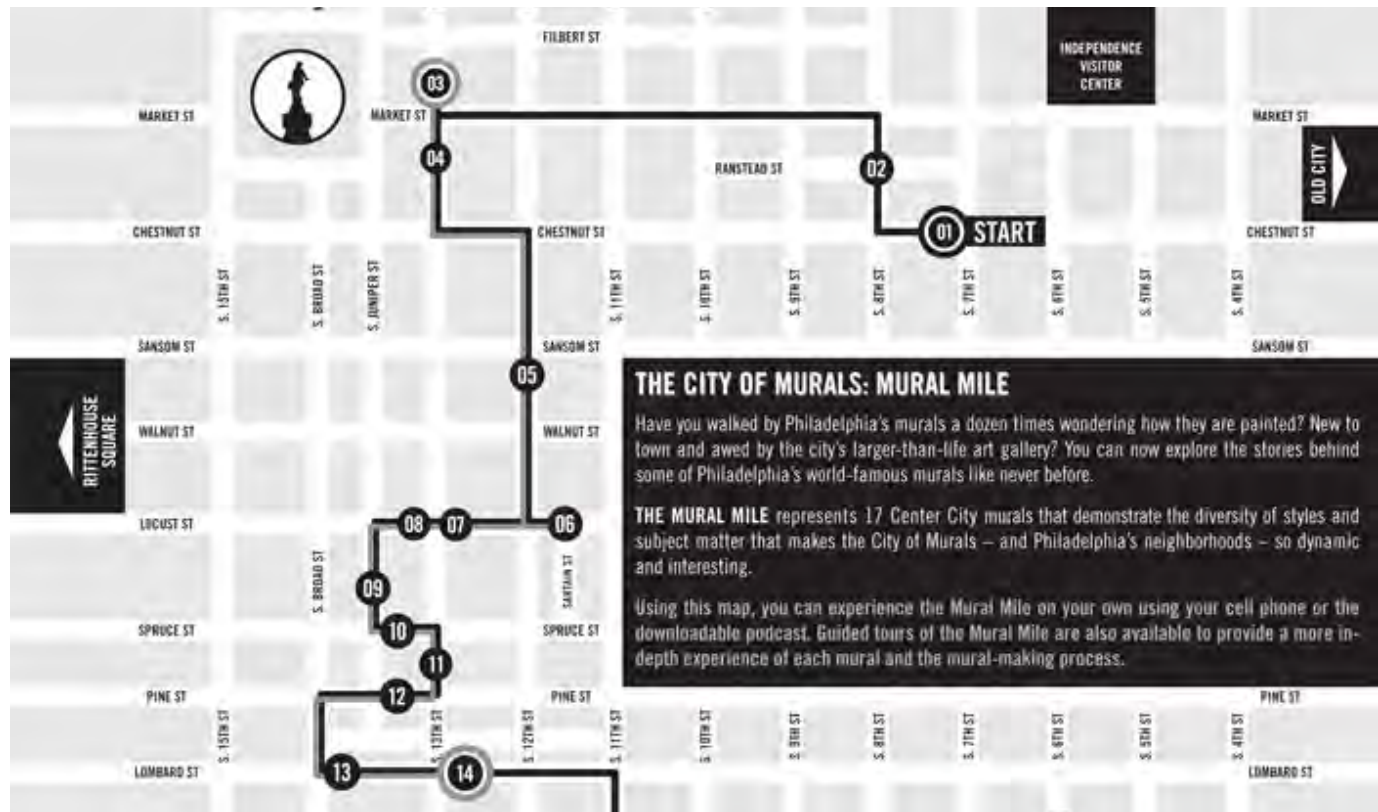 FILBERT ST
INDEPENDENCE
VISITOR
CENTER
03
MARKET ST
MARKET ST
MARKET ST
04
RANSTEAD ST
02
OLD CITY
CHESTNUT ST
CHESTNUT ST
01 START
CHESTNUT ST
S. 15TH ST
S. BROAD ST
S. JUNIPER ST
S. 11TH ST
S. 10TH ST
S. 9TH ST
S. 8TH ST
S. 7TH ST
S. 6TH ST
S. 5TH ST
S. 4TH ST
SANSOM ST
SANSOM ST
SANSOM ST
05
RITTENHOUSE
SQUARE
WALNUT ST
WALNUT ST
THE CITY OF MURALS: MURAL MILE
Have you walked by Philadelphia's murals a dozen times wondering how they are painted? New to
town and awed by the city's larger-than-life art gallery? You can now explore the stories behind
some of Philadelphia's world-famous murals like never before.
THE MURAL MILE represents 17 Center City murals that demonstrate the diversity of styles and
subject matter that makes the City of Murals – and Philadelphia's neighborhoods – so dynamic
and interesting.
Using this map, you can experience the Mural Mile on your own using your cell phone or the
downloadable podcast. Guided tours of the Mural Mile are also available to provide a more in-
depth experience of each mural and the mural-making process.
LOCUST ST
08
07
06
S. BROAD ST
09
SARTAIN ST
SPRUCE ST
10
SPRUCE ST
11
PINE ST
12
PINE ST
PINE ST
S. 15TH ST
S. 13TH ST
S. 12TH ST
S. 11TH ST
S. 10TH ST
S. 9TH ST
S. 8TH ST
S. 7TH ST
S. 6TH ST
S. 5TH ST
S. 4TH ST
LOMBARD ST
13
14
LOMBARD ST